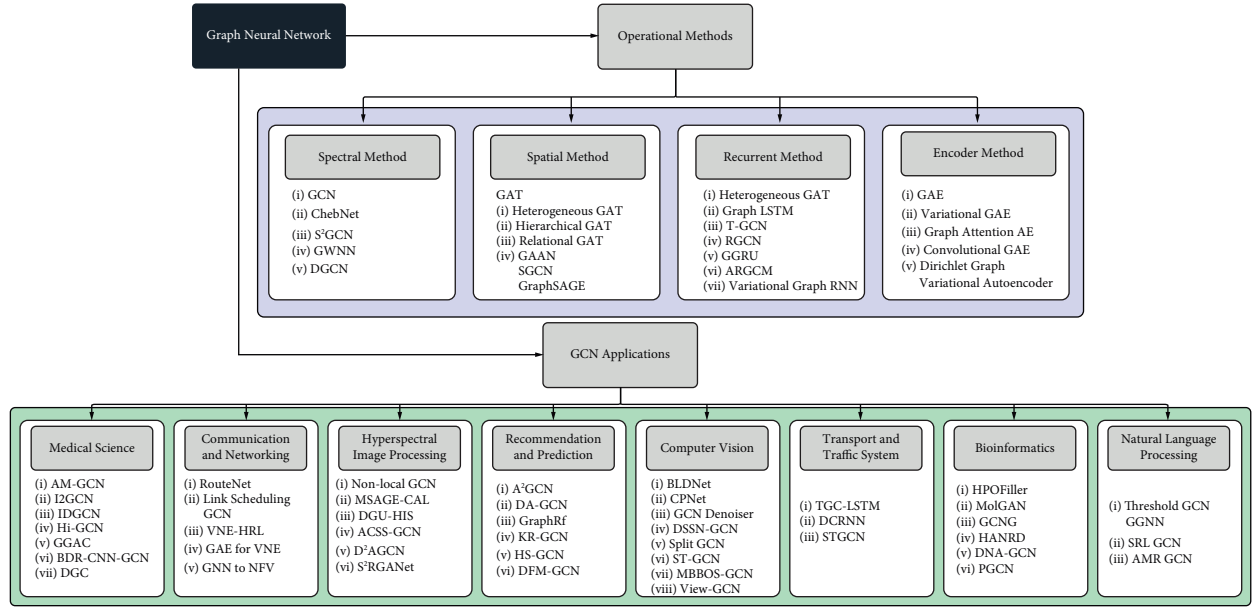 Graph Neural Network
Operational Methods
Spectral Method
(i) GCN
(ii) ChebNet
(iii) S²GCN
(iv) GWNN
(v) DGCN
Spatial Method
GAT
(i) Heterogeneous GAT
(ii) Hierarchical GAT
(iii) Relational GAT
(iv) GAAN
SGCN
GraphSAGE
Recurrent Method
(i) Heterogeneous GAT
(ii) Graph LSTM
(iii) T-GCN
(iv) RGCN
(v) GGRU
(vi) ARGCM
(vii) Variational Graph RNN
Encoder Method
(i) GAE
(ii) Variational GAE
(iii) Graph Attention AE
(iv) Convolutional GAE
(v) Dirichlet Graph
Variational Autoencoder
GCN Applications
Medical Science
(i) AM-GCN
(ii) I2GCN
(iii) IDGCN
(iv) Hi-GCN
(v) GGAC
(vi) BDR-CNN-GCN
(vii) DGC
Communication
and Networking
(i) RouteNet
(ii) Link Scheduling
GCN
(iii) VNE-HRL
(iv) GAE for VNE
(v) GNN to NFV
Hyperspectral
Image Processing
(i) Non-local GCN
(ii) MSAGE-CAL
(iii) DGU-HIS
(iv) ACSS-GCN
(v) D²AGCN
(vi) S²RGANet
Recommendation
and Prediction
(i) A²GCN
(ii) DA-GCN
(iii) GraphRf
(iv) KR-GCN
(v) HS-GCN
(vi) DFM-GCN
Computer Vision
(i) BLDNet
(ii) CPNet
(iii) GCN Denoiser
(iv) DSSN-GCN
(v) Split GCN
(vi) ST-GCN
(vii) MBBOS-GCN
(viii) View-GCN
Transport and
Traffic System
(i) TGC-LSTM
(ii) DCRNN
(iii) STGCN
Bioinformatics
(i) HPOFiller
(ii) MolGAN
(iii) GCNG
(iv) HANRD
(v) DNA-GCN
(vi) PGCN
Natural Language
Processing
(i) Threshold GCN
GGNN
(ii) SRL GCN
(iii) AMR GCN